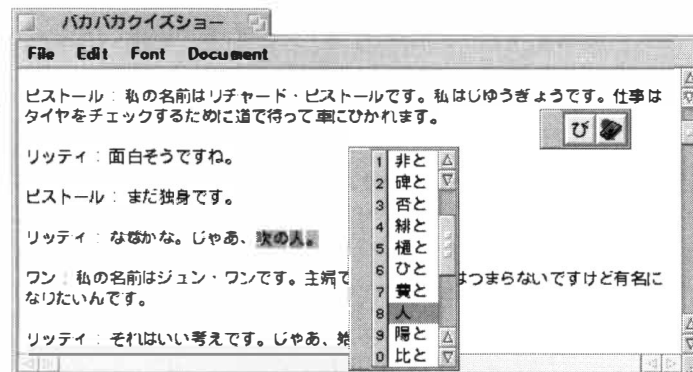 バカバカクイズショー
File Edit Font Document
ピストール：私の名前はリチャード・ピストールです。私はじゆうぎょうです。仕事は
タイヤをチェックするために道で待って車にひかれます。
び
リッティ：面白そうですね。
ピストール：まだ独身です。
リッティ：なるほかな。じゃあ、次の人。
ワン：私の名前はジュン・ワンです。主婦で
はつまらないですけど有名に
なりたいんです。
リッティ：それはいい考えです。じゃあ、
1 非と
2 碑と
3 否と
4 緋と
5 樋と
6 ひと
7 費と
8 人
9 陽と
0 比と